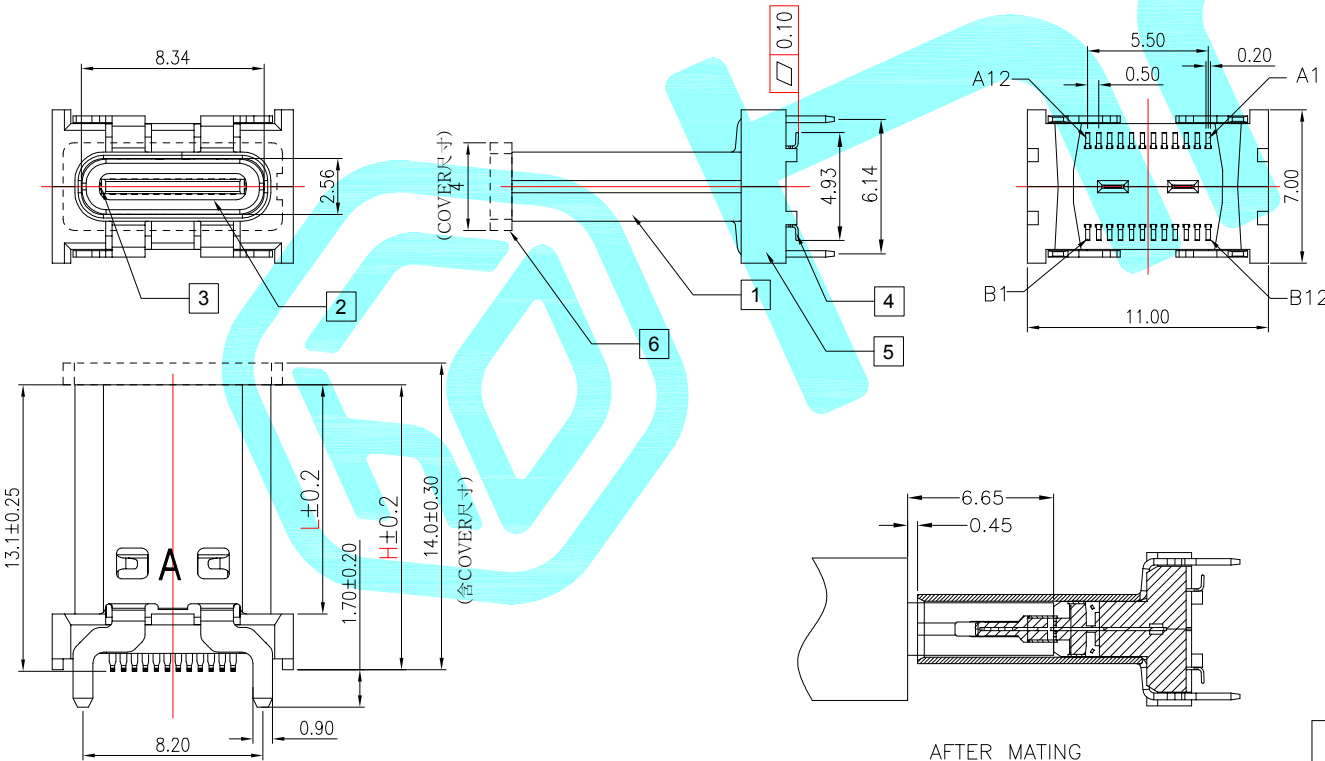 8.34
2.56
3
2
(COVER尺寸)
4
0.10
4.93
6.14
1
4
5
6
5.50
0.20
0.50
A12
A1
7.00
B1
B12
11.00
13.1±0.25
L±0.2
H±0.2
14.0±0.30
(含COVER尺寸)
1.70±0.20
A
0.90
8.20
6.65
0.45
AFTER MATING